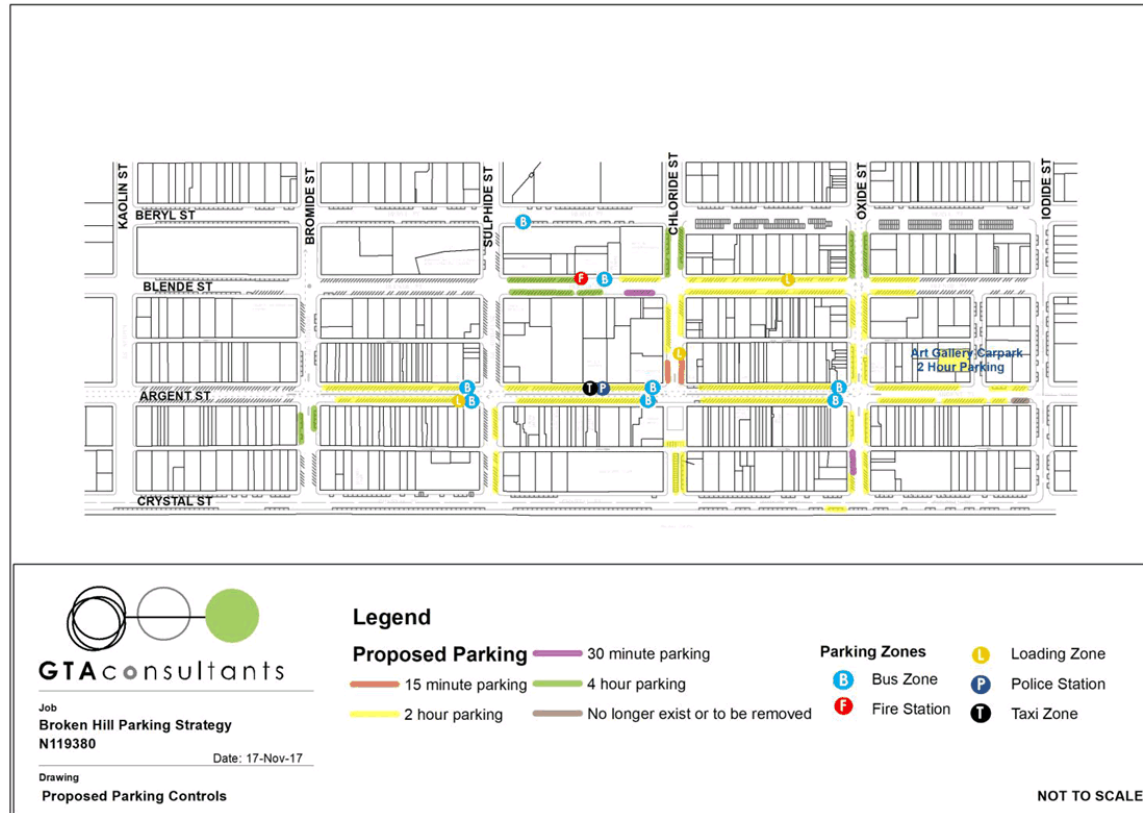 KAOLIN ST
BROMIDE ST
SULPHIDE ST
CHLORIDE ST
OXIDE ST
IODIDE ST
BERYL ST
B
BLENDE ST
F
B
L
L
Art Gallery Carpark
2 Hour Parking
ARGENT ST
B
T
P
B
B
L
B
B
B
CRYSTAL ST
GTAconsultants
Job
Broken Hill Parking Strategy
N119380
Date: 17-Nov-17
Drawing
Proposed Parking Controls
Legend
Proposed Parking
30 minute parking
15 minute parking
4 hour parking
2 hour parking
No longer exist or to be removed
Parking Zones
B Bus Zone
F Fire Station
L Loading Zone
P Police Station
T Taxi Zone
NOT TO SCALE